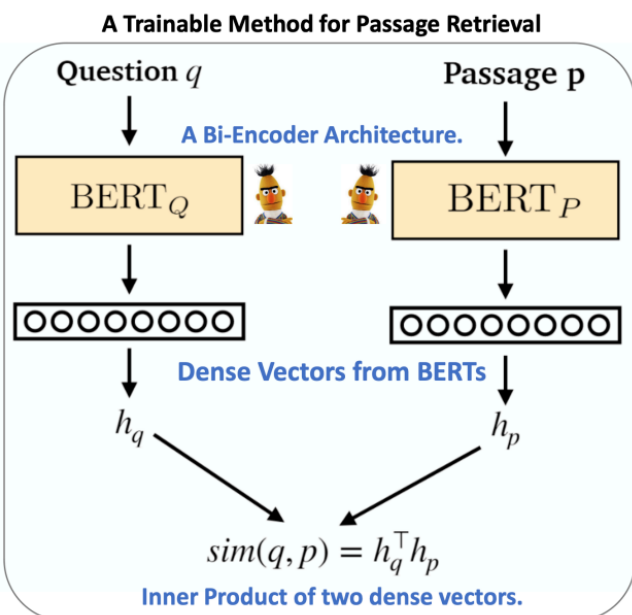 A Trainable Method for Passage Retrieval
Question q
Passage p
A Bi-Encoder Architecture.
BERT_Q
BERT_P
Dense Vectors from BERTs
h_q
h_p
sim(q, p) = h_q^⊤ h_p
Inner Product of two dense vectors.